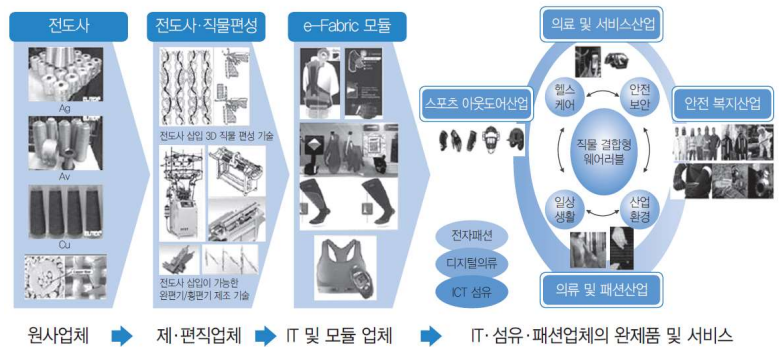 전도사
Ag
Av
Cu
전도사·직물편성
전도사 삽입 3D 직물 편성 기술
전도사 삽입이 가능한
완편기/횡편기 제조 기술
e-Fabric 모듈
의료 및 서비스산업
스포츠 아웃도어산업
안전 복지산업
의류 및 패션산업
헬스
케어
안전
보안
직물 결합형
웨어러블
일상
생활
산업
환경
전자패션
디지털의류
ICT 섬유
원사업체
제·편직업체
IT 및 모듈 업체
IT·섬유·패션업체의 완제품 및 서비스